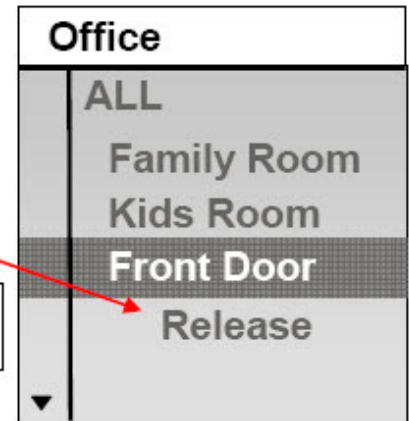 Office
ALL
Family Room
Kids Room
Front Door
Release